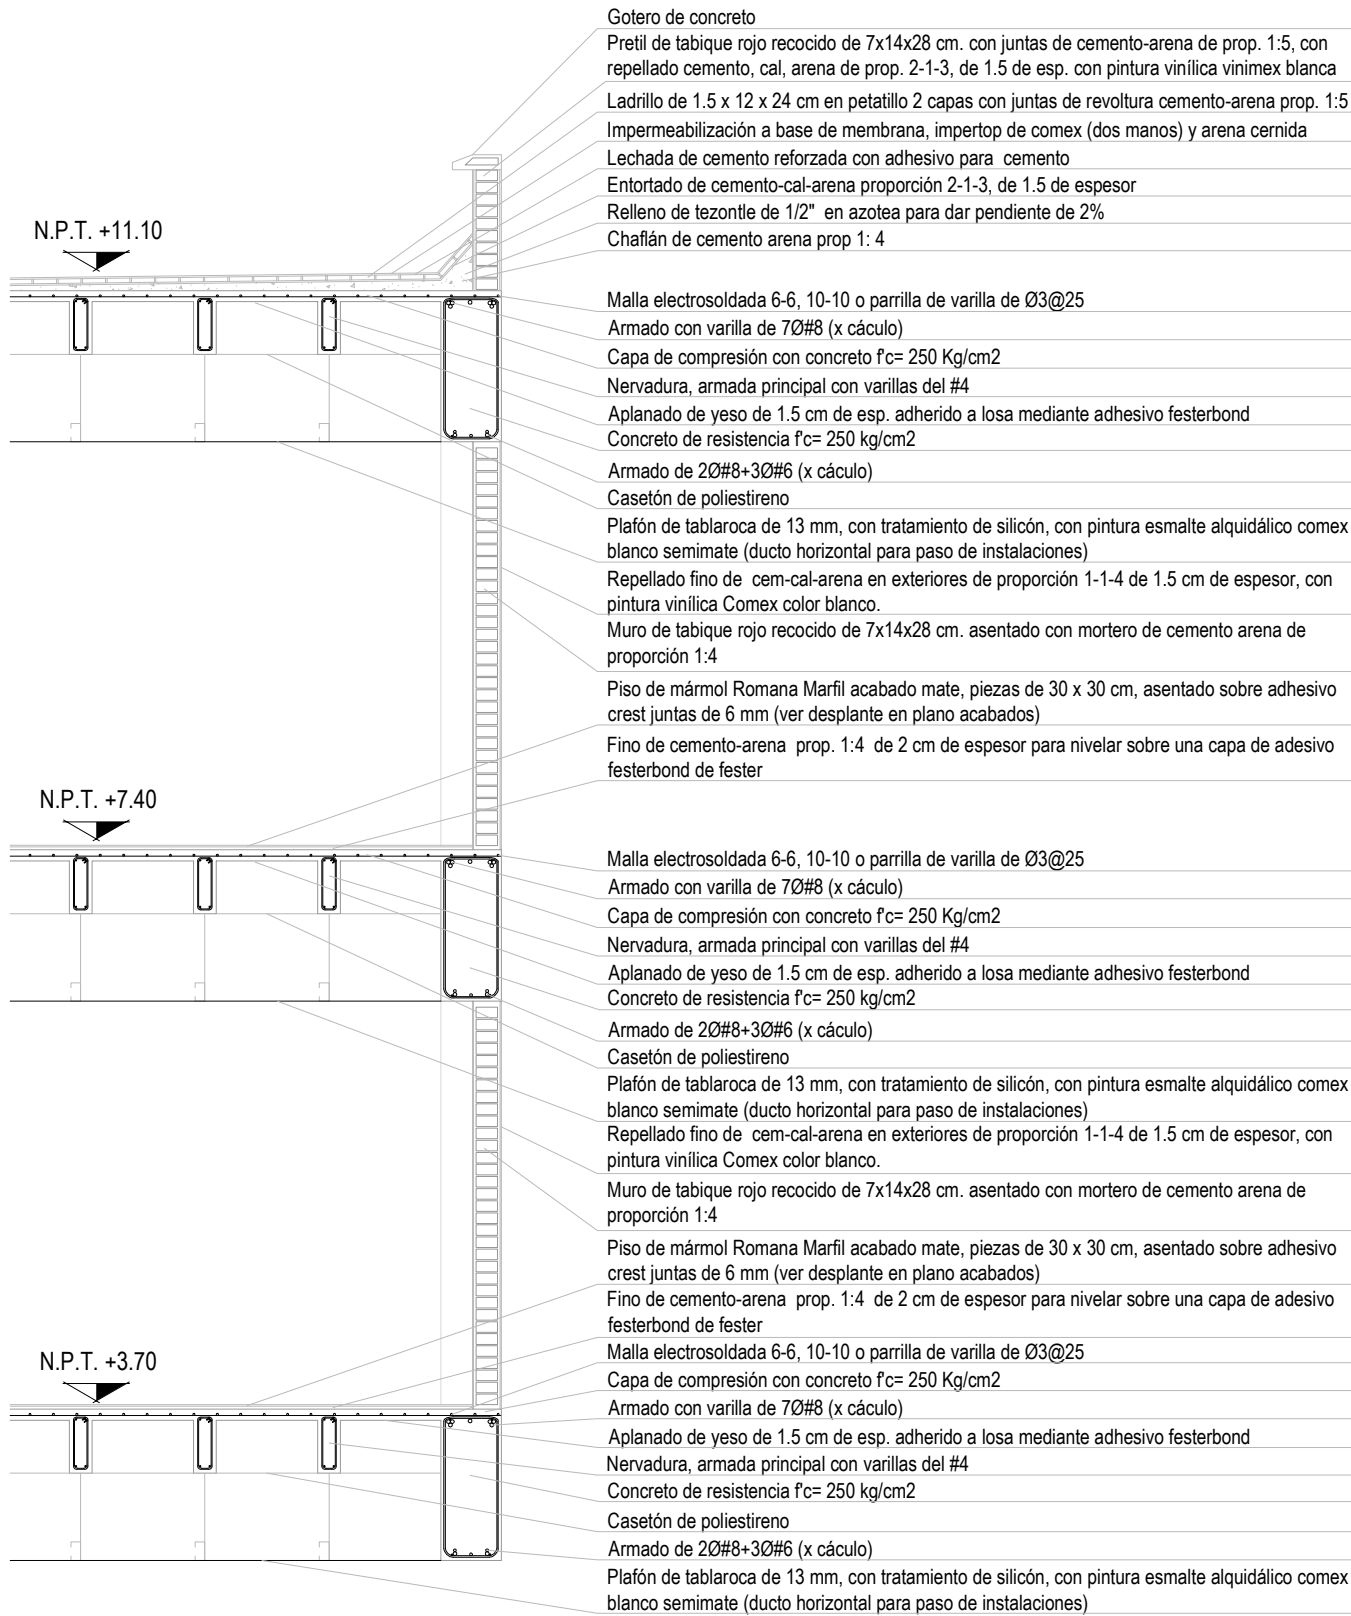 Gotero de concreto
Pretil de tabique rojo recocido de 7x14x28 cm. con juntas de cemento-arena de prop. 1:5, con
repellado cemento, cal, arena de prop. 2-1-3, de 1.5 de esp. con pintura vinílica vinimex blanca
Ladrillo de 1.5 x 12 x 24 cm en petatillo 2 capas con juntas de revoltura cemento-arena prop. 1:5
Impermeabilización a base de membrana, impertop de comex (dos manos) y arena cernida
Lechada de cemento reforzada con adhesivo para cemento
Entortado de cemento-cal-arena proporción 2-1-3, de 1.5 de espesor
Relleno de tezontle de 1/2" en azotea para dar pendiente de 2%
Chaflán de cemento arena prop 1: 4
N.P.T. +11.10
Malla electrosoldada 6-6, 10-10 o parrilla de varilla de Ø3@25
Armado con varilla de 7Ø#8 (x cáculo)
Capa de compresión con concreto f'c= 250 Kg/cm2
Nervadura, armada principal con varillas del #4
Aplanado de yeso de 1.5 cm de esp. adherido a losa mediante adhesivo festerbond
Concreto de resistencia f'c= 250 kg/cm2
Armado de 2Ø#8+3Ø#6 (x cáculo)
Casetón de poliestireno
Plafón de tablaroca de 13 mm, con tratamiento de silicón, con pintura esmalte alquidálico comex
blanco semimate (ducto horizontal para paso de instalaciones)
Repellado fino de cem-cal-arena en exteriores de proporción 1-1-4 de 1.5 cm de espesor, con
pintura vinílica Comex color blanco.
Muro de tabique rojo recocido de 7x14x28 cm. asentado con mortero de cemento arena de
proporción 1:4
Piso de mármol Romana Marfil acabado mate, piezas de 30 x 30 cm, asentado sobre adhesivo
crest juntas de 6 mm (ver desplante en plano acabados)
Fino de cemento-arena prop. 1:4 de 2 cm de espesor para nivelar sobre una capa de adesivo
festerbond de fester
N.P.T. +7.40
Malla electrosoldada 6-6, 10-10 o parrilla de varilla de Ø3@25
Armado con varilla de 7Ø#8 (x cáculo)
Capa de compresión con concreto f'c= 250 Kg/cm2
Nervadura, armada principal con varillas del #4
Aplanado de yeso de 1.5 cm de esp. adherido a losa mediante adhesivo festerbond
Concreto de resistencia f'c= 250 kg/cm2
Armado de 2Ø#8+3Ø#6 (x cáculo)
Casetón de poliestireno
Plafón de tablaroca de 13 mm, con tratamiento de silicón, con pintura esmalte alquidálico comex
blanco semimate (ducto horizontal para paso de instalaciones)
Repellado fino de cem-cal-arena en exteriores de proporción 1-1-4 de 1.5 cm de espesor, con
pintura vinílica Comex color blanco.
Muro de tabique rojo recocido de 7x14x28 cm. asentado con mortero de cemento arena de
proporción 1:4
Piso de mármol Romana Marfil acabado mate, piezas de 30 x 30 cm, asentado sobre adhesivo
crest juntas de 6 mm (ver desplante en plano acabados)
Fino de cemento-arena prop. 1:4 de 2 cm de espesor para nivelar sobre una capa de adesivo
festerbond de fester
N.P.T. +3.70
Malla electrosoldada 6-6, 10-10 o parrilla de varilla de Ø3@25
Capa de compresión con concreto f'c= 250 Kg/cm2
Armado con varilla de 7Ø#8 (x cáculo)
Aplanado de yeso de 1.5 cm de esp. adherido a losa mediante adhesivo festerbond
Nervadura, armada principal con varillas del #4
Concreto de resistencia f'c= 250 kg/cm2
Casetón de poliestireno
Armado de 2Ø#8+3Ø#6 (x cáculo)
Plafón de tablaroca de 13 mm, con tratamiento de silicón, con pintura esmalte alquidálico comex
blanco semimate (ducto horizontal para paso de instalaciones)